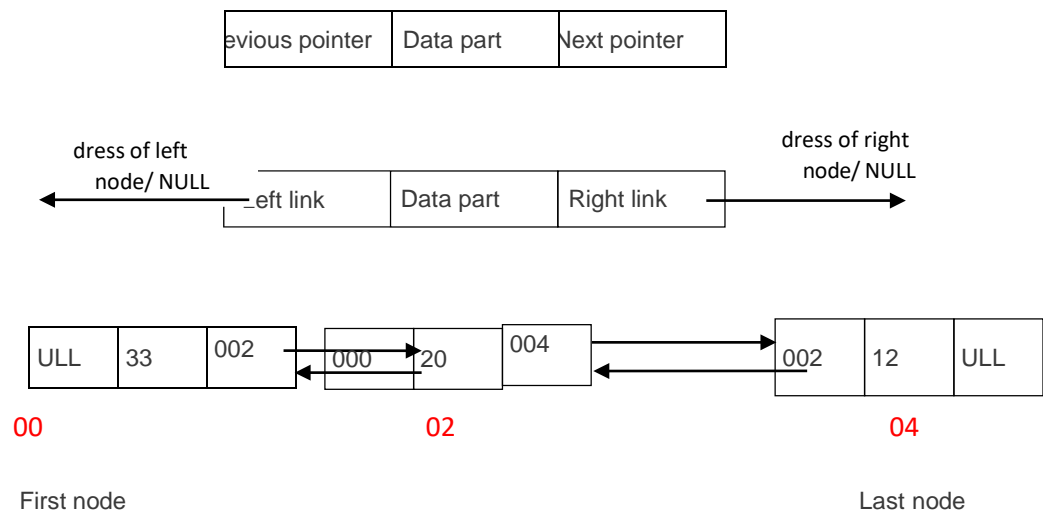 evious pointer Data part Next pointer
dress of left
node/ NULL
dress of right
node/ NULL
Left link Data part Right link
ULL 33 002 000 20 004 002 12 ULL
00 02 04
First node Last node